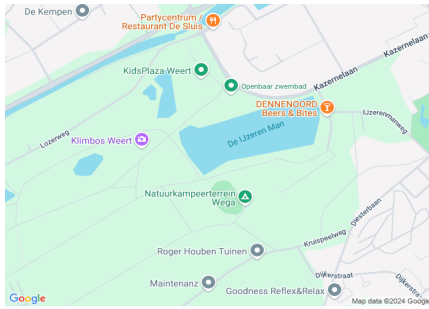 De Kempen
Partycentrum /
Restaurant De Sluis
KidsPlaza Weert
Openbaar zwembad
Kazernelaan
Kazernelaan
DENNENOORD
Beers & Bites
IJzerenmanweg
Lozerweg
Klimbos Weert
De IJzeren Man
Natuurkampeerterrein
Wega
Diesterbaan
Kruispeelweg
Roger Houben Tuinen
Maintenanz
Dijkerstraat
Dijkerstraat
Goodness Reflex&Relax
Google
Map data ©2024 Google